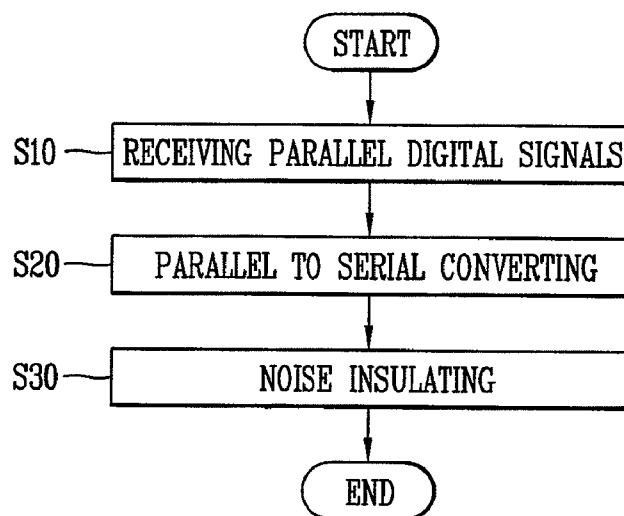 START
S10 RECEIVING PARALLEL DIGITAL SIGNALS
S20 PARALLEL TO SERIAL CONVERTING
S30 NOISE INSULATING
END